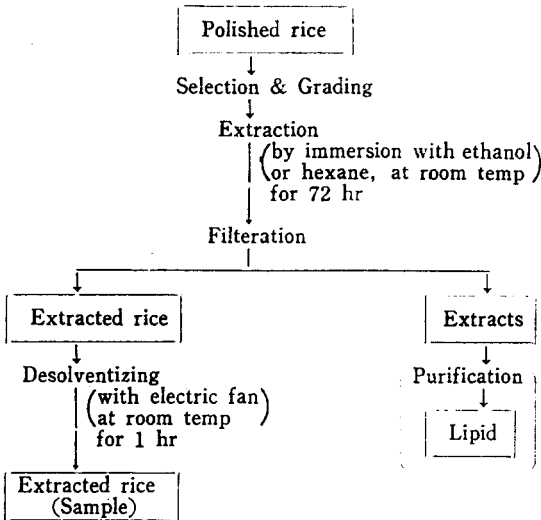 Polished rice
Selection & Grading
Extraction
(by immersion with ethanol)
(or hexane, at room temp)
for 72 hr
Filteration
Extracted rice
Desolventizing
(with electric fan)
(at room temp)
for 1 hr
Extracted rice
(Sample)
Extracts
Purification
Lipid